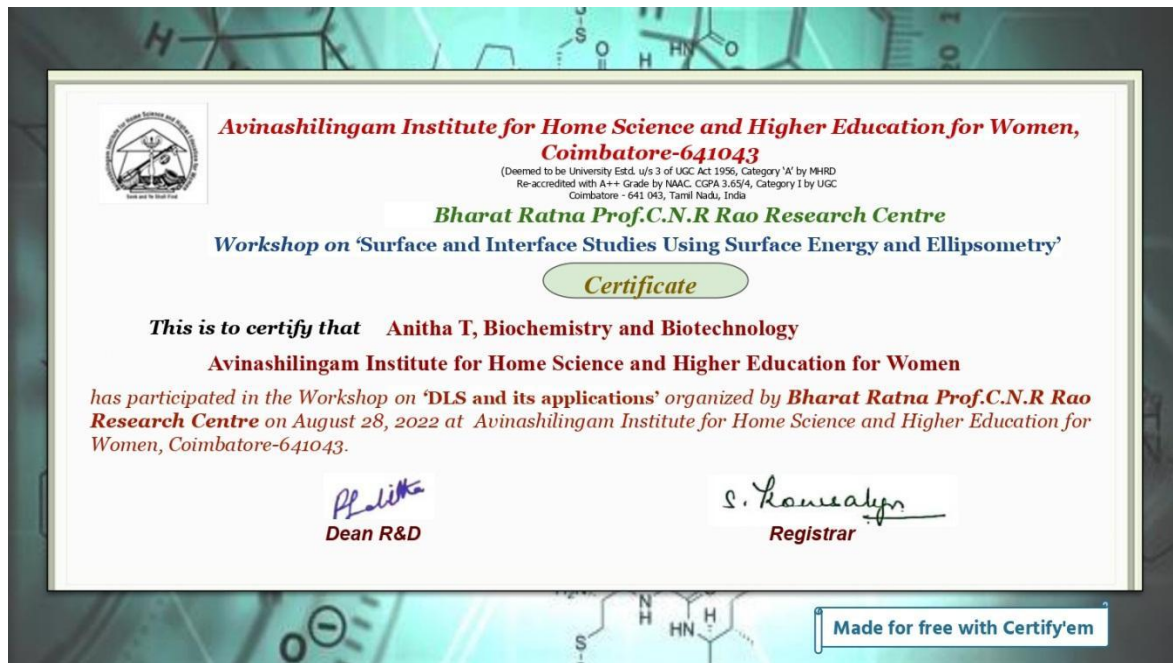 Avinashilingam Institute for Home Science and Higher Education for Women,
Coimbatore-641043
(Deemed to be University Estd. u/s 3 of UGC Act 1956, Category 'A' by MHRD
Re-accredited with A++ Grade by NAAC. CGPA 3.65/4, Category I by UGC
Coimbatore - 641 043, Tamil Nadu, India
Bharat Ratna Prof.C.N.R Rao Research Centre
Workshop on ‘Surface and Interface Studies Using Surface Energy and Ellipsometry’
Certificate
This is to certify that Anitha T, Biochemistry and Biotechnology
Avinashilingam Institute for Home Science and Higher Education for Women
has participated in the Workshop on ‘DLS and its applications’ organized by Bharat Ratna Prof.C.N.R Rao
Research Centre on August 28, 2022 at Avinashilingam Institute for Home Science and Higher Education for
Women, Coimbatore-641043.
Dean R&D
S. Kowsalya
Registrar
Made for free with Certify'em